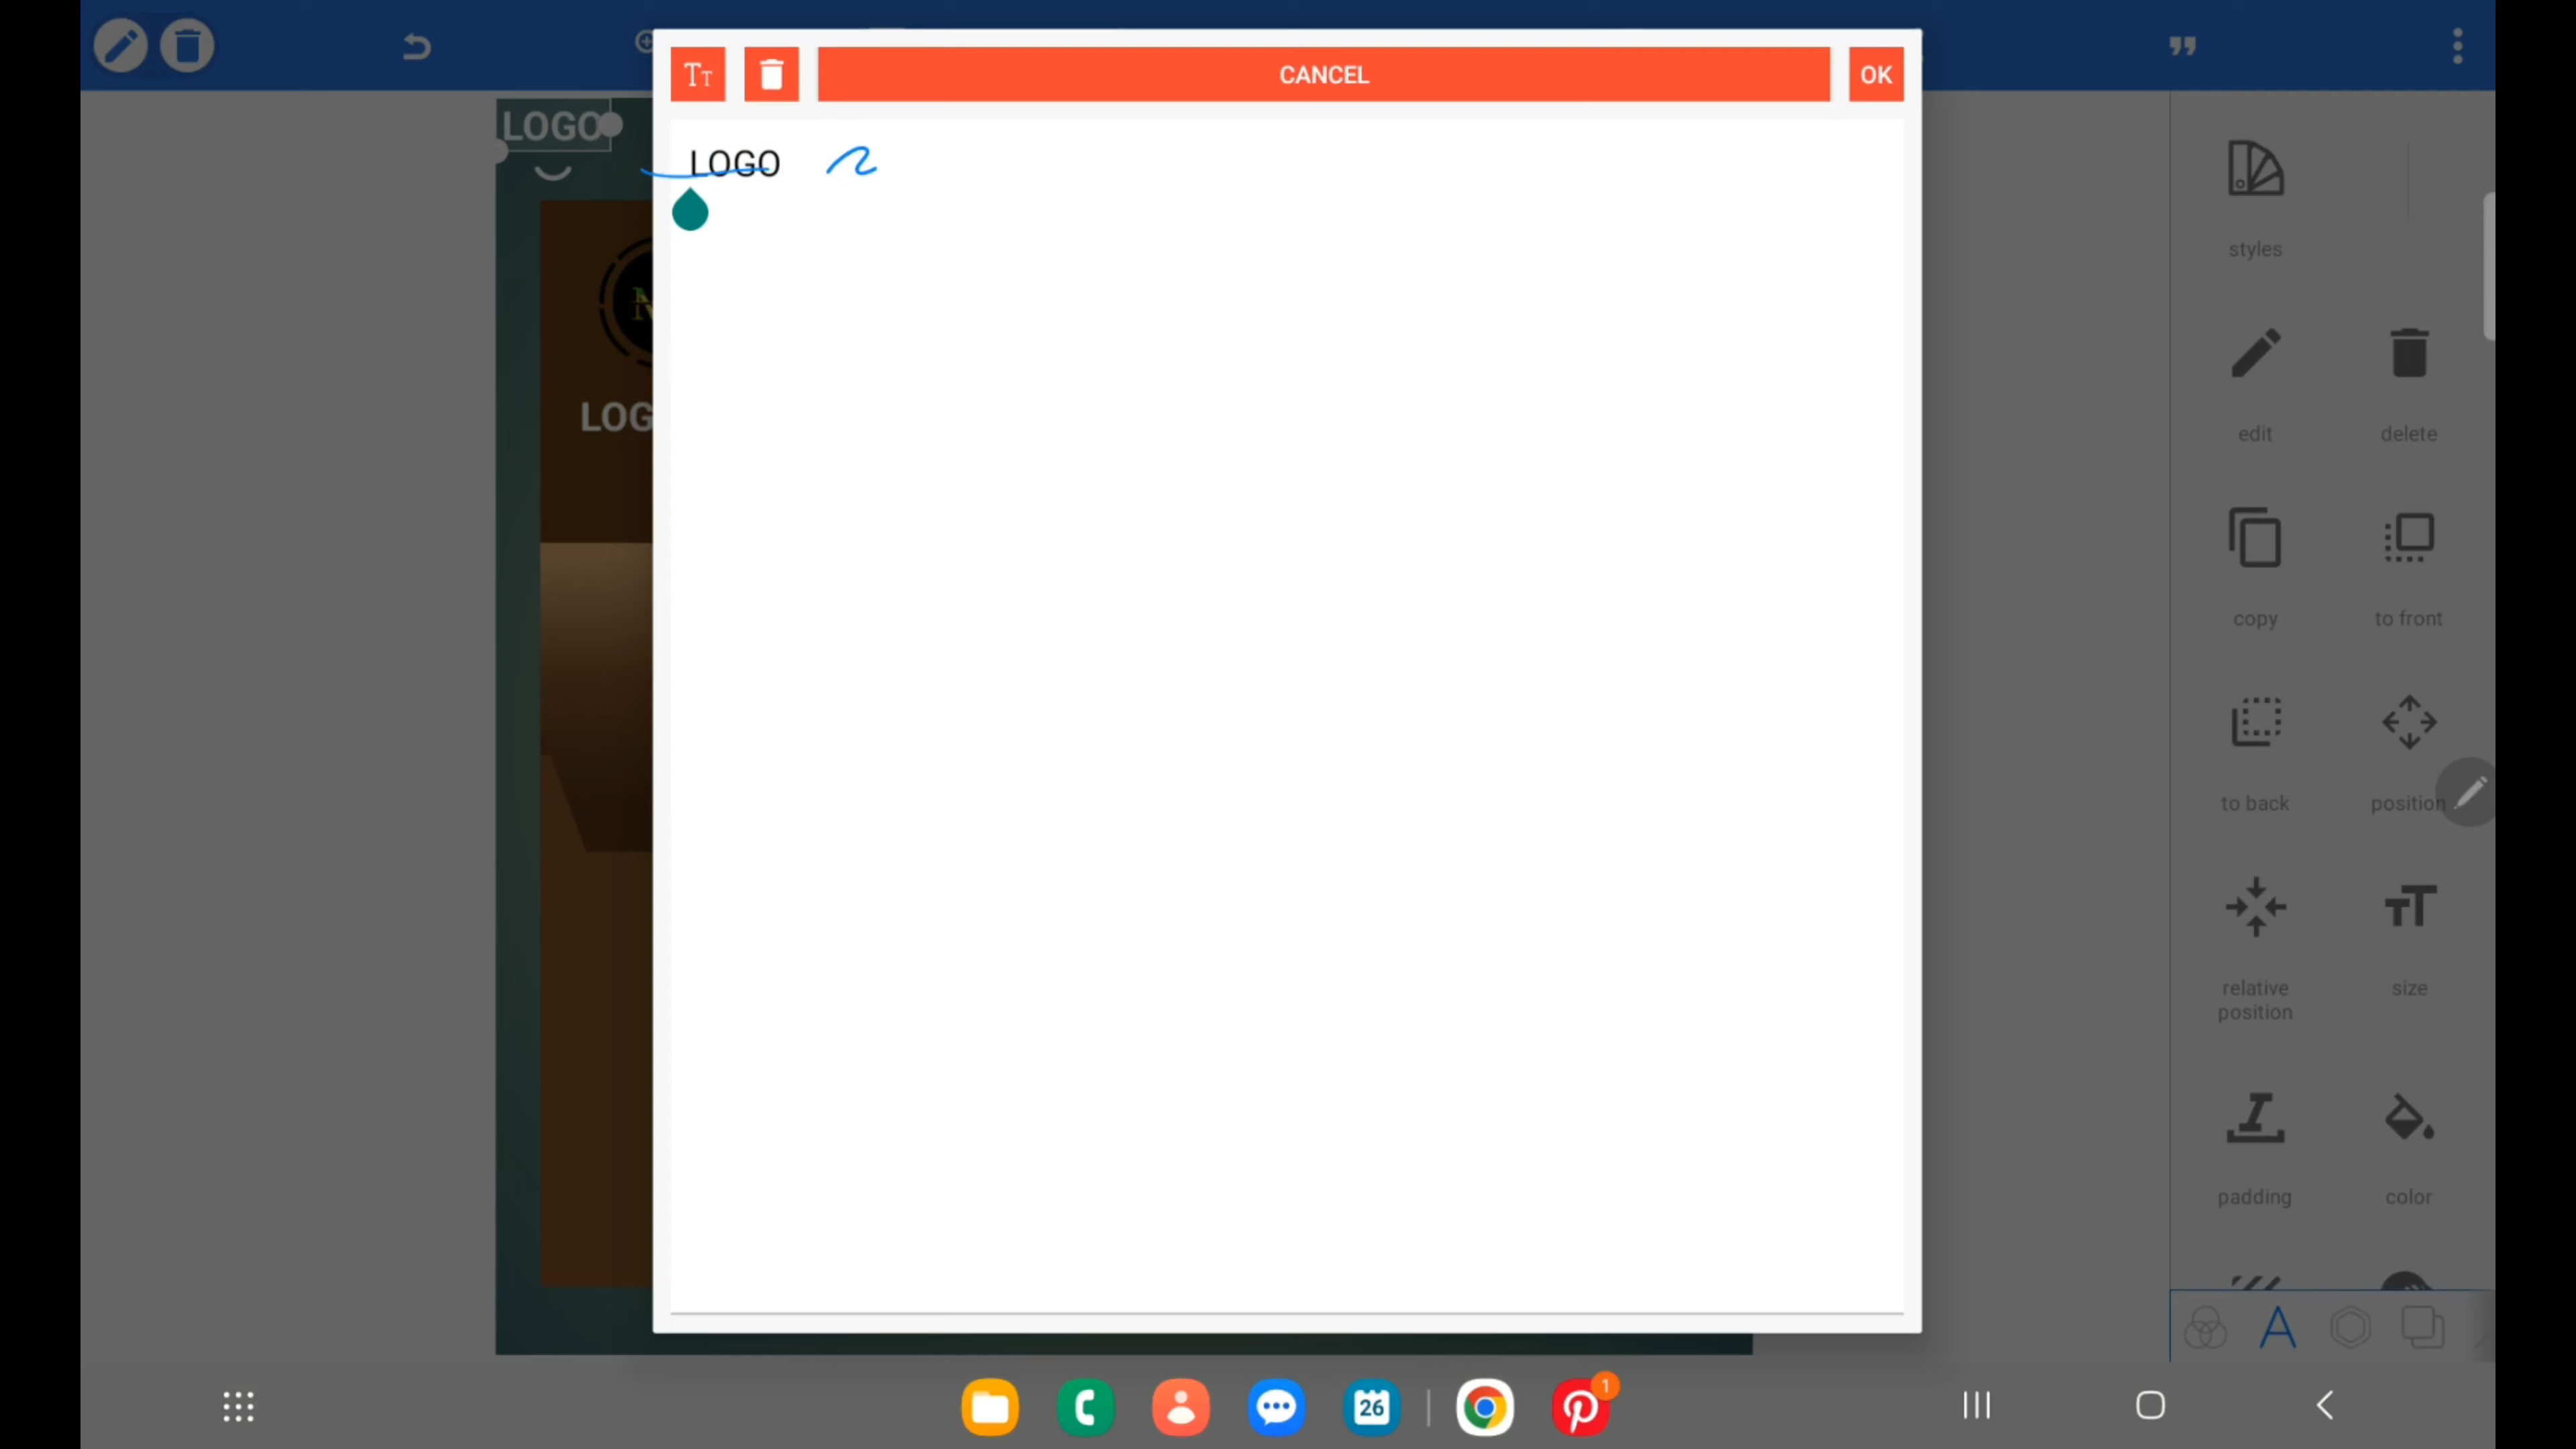 CANCEL
OK
LOGO
LOGO
LOG
styles
edit
delete
copy
to front
to back
position
relative
position
size
padding
color
26
1